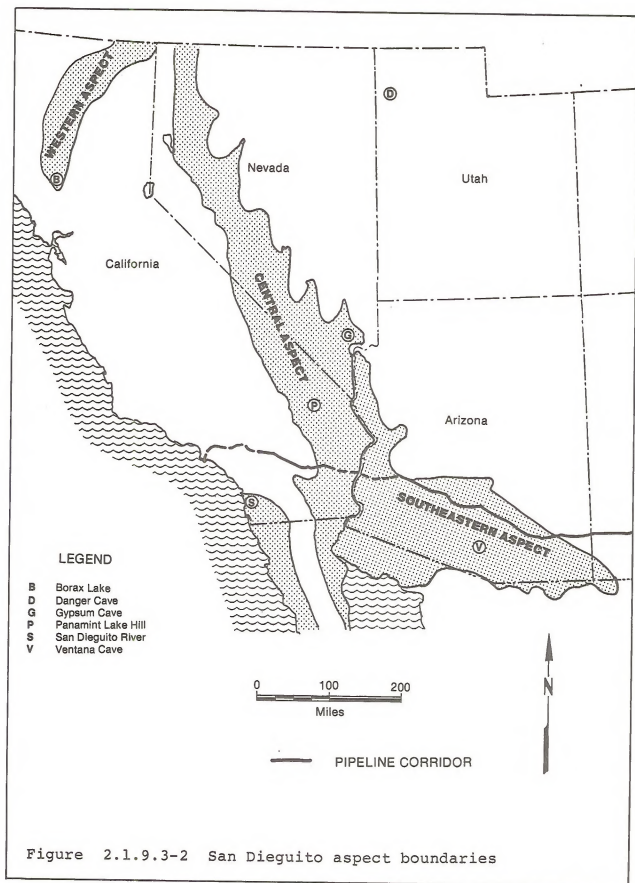 WESTERN ASPECT
B
D
Nevada
Utah
California
CENTRAL ASPECT
G
P
Arizona
S
SOUTHEASTERN ASPECT
V
LEGEND
B Borax Lake
D Danger Cave
G Gypsum Cave
P Panamint Lake Hill
S San Dieguito River
V Ventana Cave
0 100 200
Miles
N
PIPELINE CORRIDOR
Figure 2.1.9.3-2 San Dieguito aspect boundaries